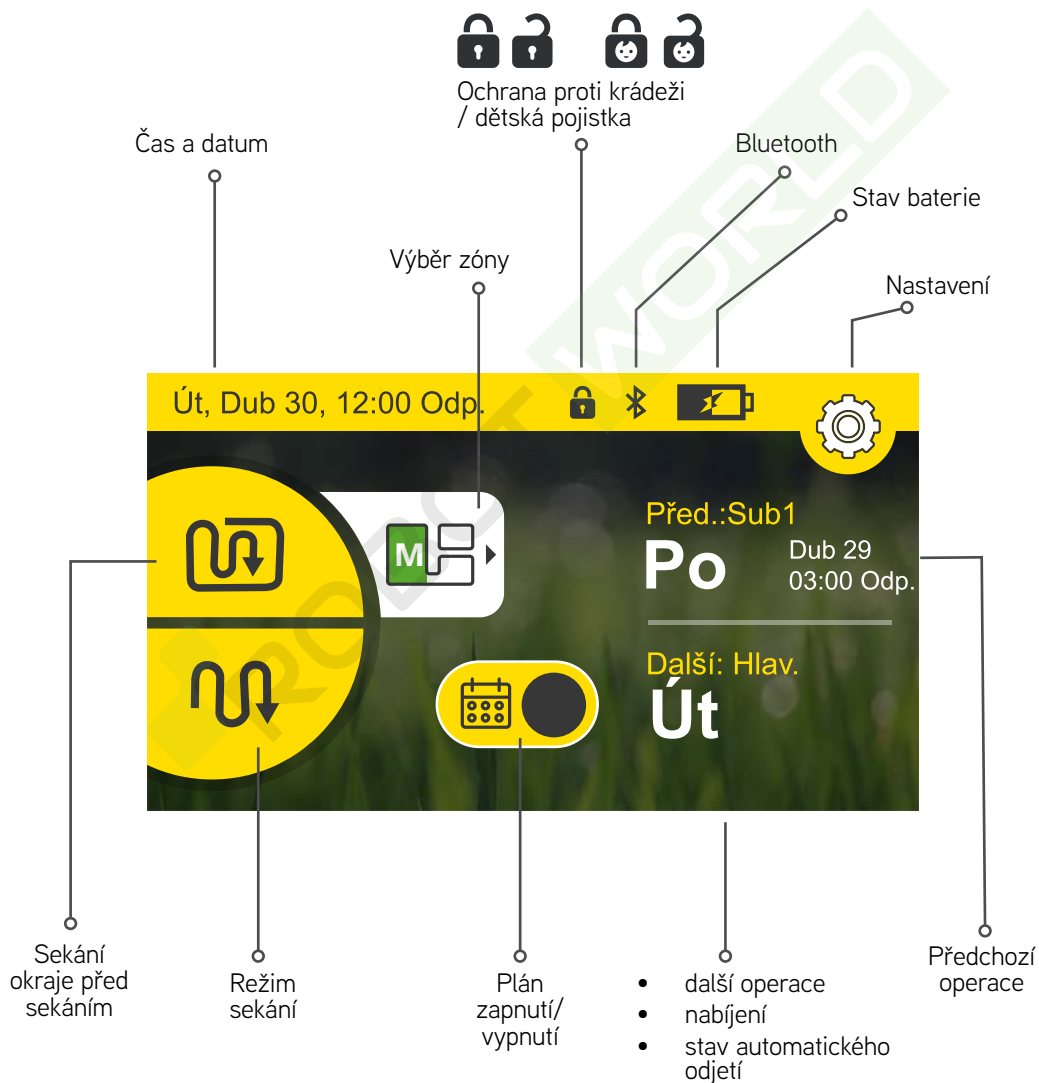 Ochrana proti krádeži
/ dětská pojistka
Čas a datum
Bluetooth
Stav baterie
Výběr zóny
Nastavení
Út, Dub 30, 12:00 Odp.
M
Před.:Sub1
Po
Dub 29
03:00 Odp.
Další: Hlav.
Út
Sekání
okraje před
sekáním
Režim
sekání
Plán
zapnutí/
vypnutí
• další operace
• nabíjení
• stav automatického
odjetí
Předchozí
operace
ROBOT WORLD